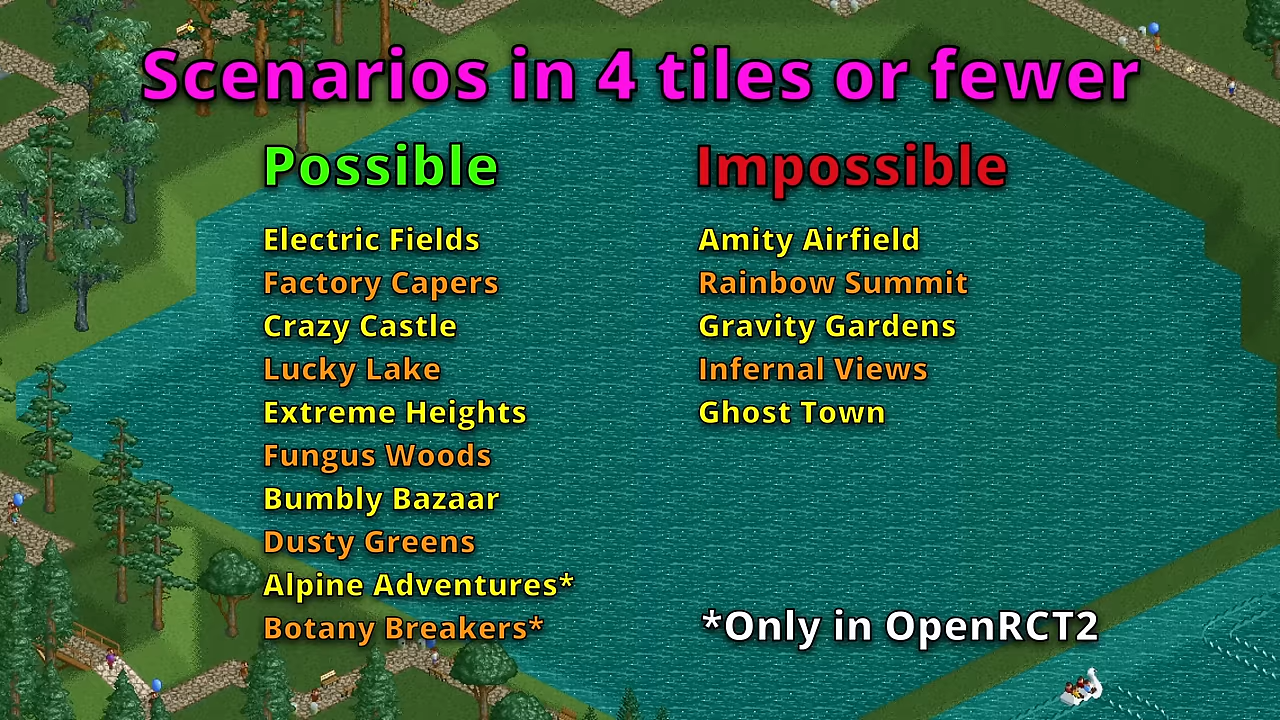 Scenarios in 4 tiles or fewer
Possible
Electric Fields
Factory Capers
Crazy Castle
Lucky Lake
Extreme Heights
Fungus Woods
Bumbly Bazaar
Dusty Greens
Alpine Adventures*
Botany Breakers*
Impossible
Amity Airfield
Rainbow Summit
Gravity Gardens
Infernal Views
Ghost Town
*Only in OpenRCT2